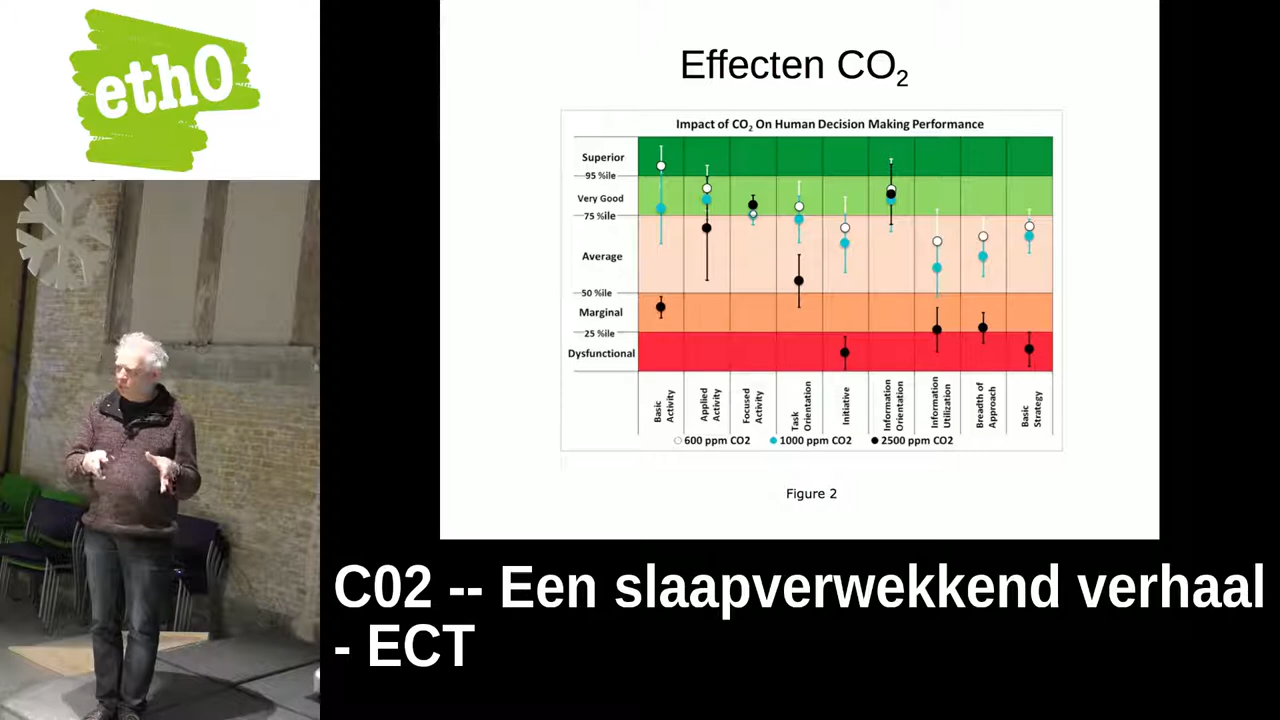 eth0
Effecten CO₂
Impact of CO₂ On Human Decision Making Performance
Superior
95 %ile
Very Good
75 %ile
Average
50 %ile
Marginal
25 %ile
Dysfunctional
Basic
Activity
Applied
Activity
Focused
Activity
Task
Orientation
Initiative
Information
Orientation
Information
Utilization
Breadth of
Approach
Basic
Strategy
600 ppm CO2 1000 ppm CO2 2500 ppm CO2
Figure 2
C02 -- Een slaapverwekkend verhaal
- ECT